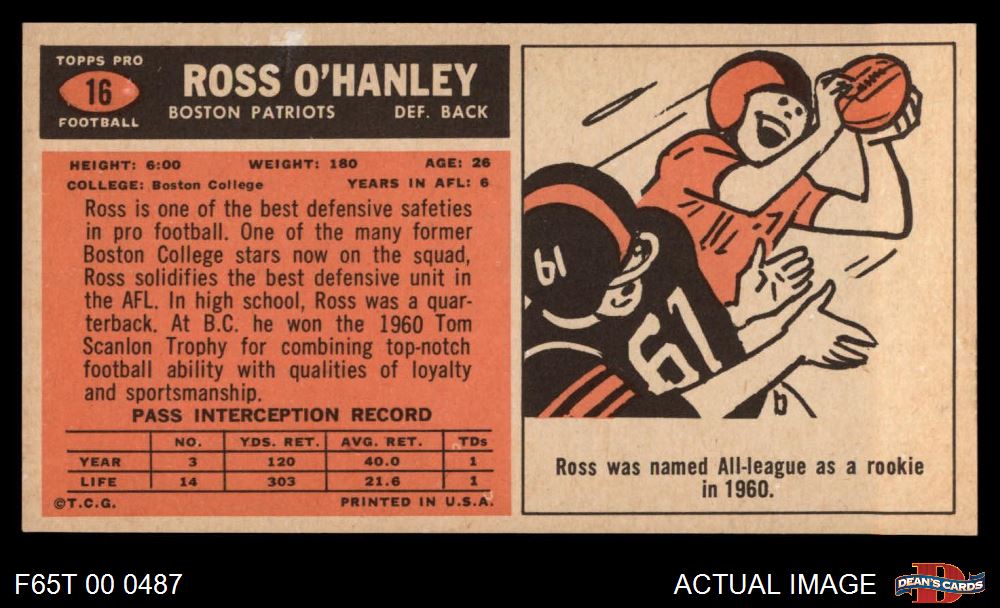 TOPPS PRO
16
FOOTBALL
ROSS O'HANLEY
BOSTON PATRIOTS DEF. BACK
HEIGHT: 6:00 WEIGHT: 180 AGE: 26
COLLEGE: Boston College YEARS IN AFL: 6
Ross is one of the best defensive safeties
in pro football. One of the many former
Boston College stars now on the squad,
Ross solidifies the best defensive unit in
the AFL. In high school, Ross was a quar-
terback. At B.C. he won the 1960 Tom
Scanlon Trophy for combining top-notch
football ability with qualities of loyalty
and sportsmanship.
PASS INTERCEPTION RECORD
NO. YDS. RET. AVG. RET. TDs
YEAR 3 120 40.0 1
LIFE 14 303 21.6 1
©T.C.G. PRINTED IN U.S.A.
61
61
Ross was named All-league as a rookie
in 1960.
F65T 00 0487
ACTUAL IMAGE
D
DEAN'S CARDS